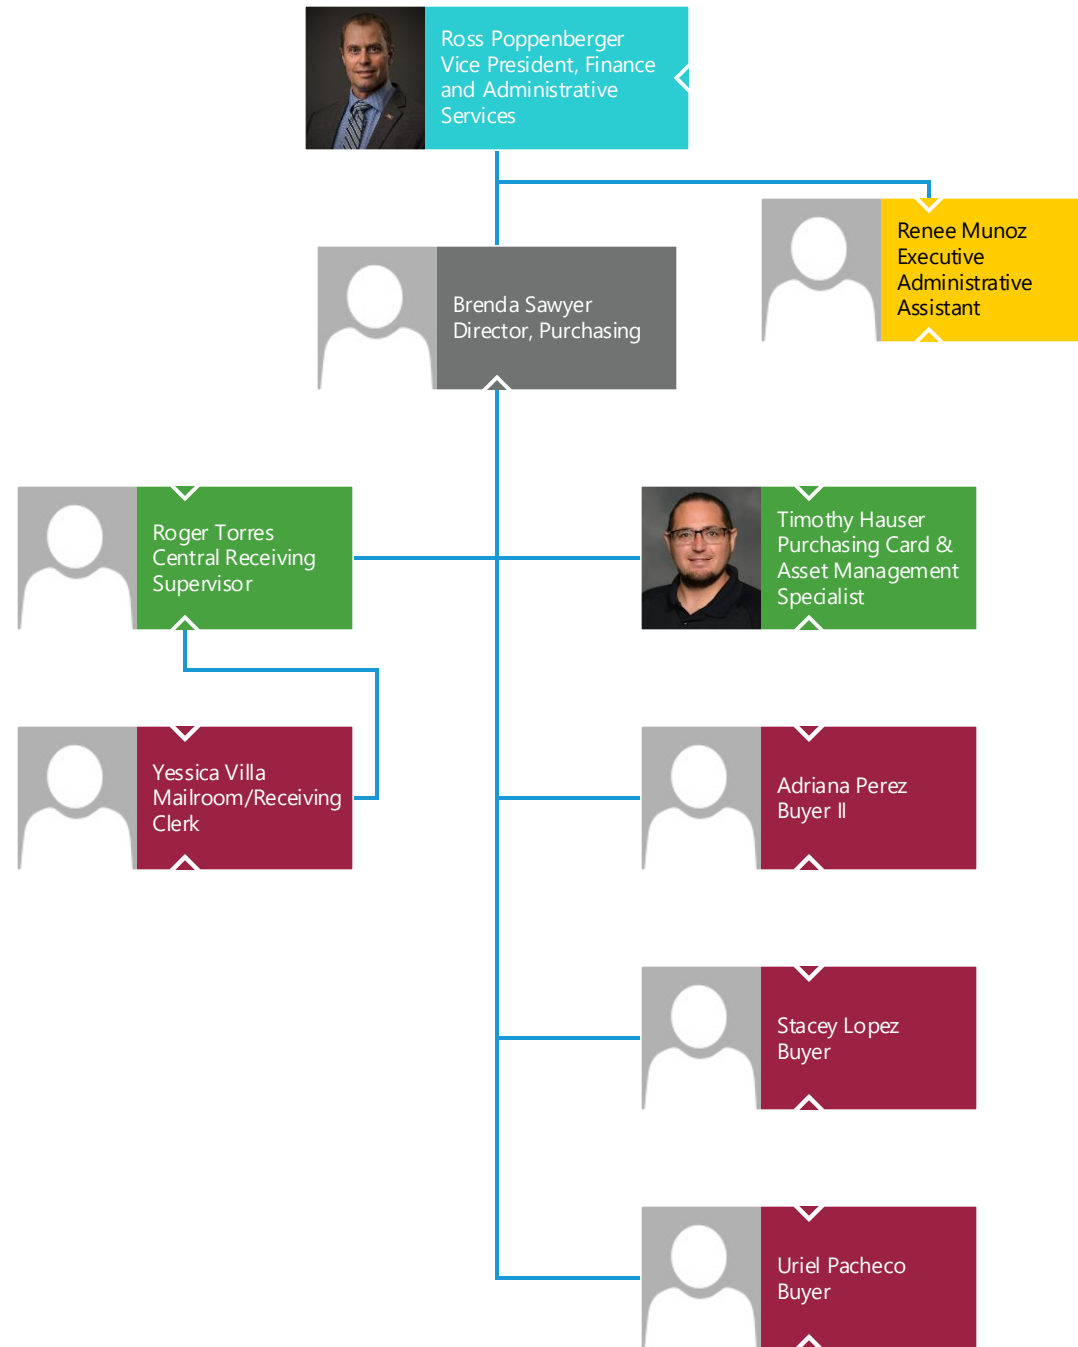 Ross Poppenberger
Vice President, Finance
and Administrative
Services
Renee Munoz
Executive
Administrative
Assistant
Brenda Sawyer
Director, Purchasing
Roger Torres
Central Receiving
Supervisor
Timothy Hauser
Purchasing Card &
Asset Management
Specialist
Yessica Villa
Mailroom/Receiving
Clerk
Adriana Perez
Buyer II
Stacey Lopez
Buyer
Uriel Pacheco
Buyer